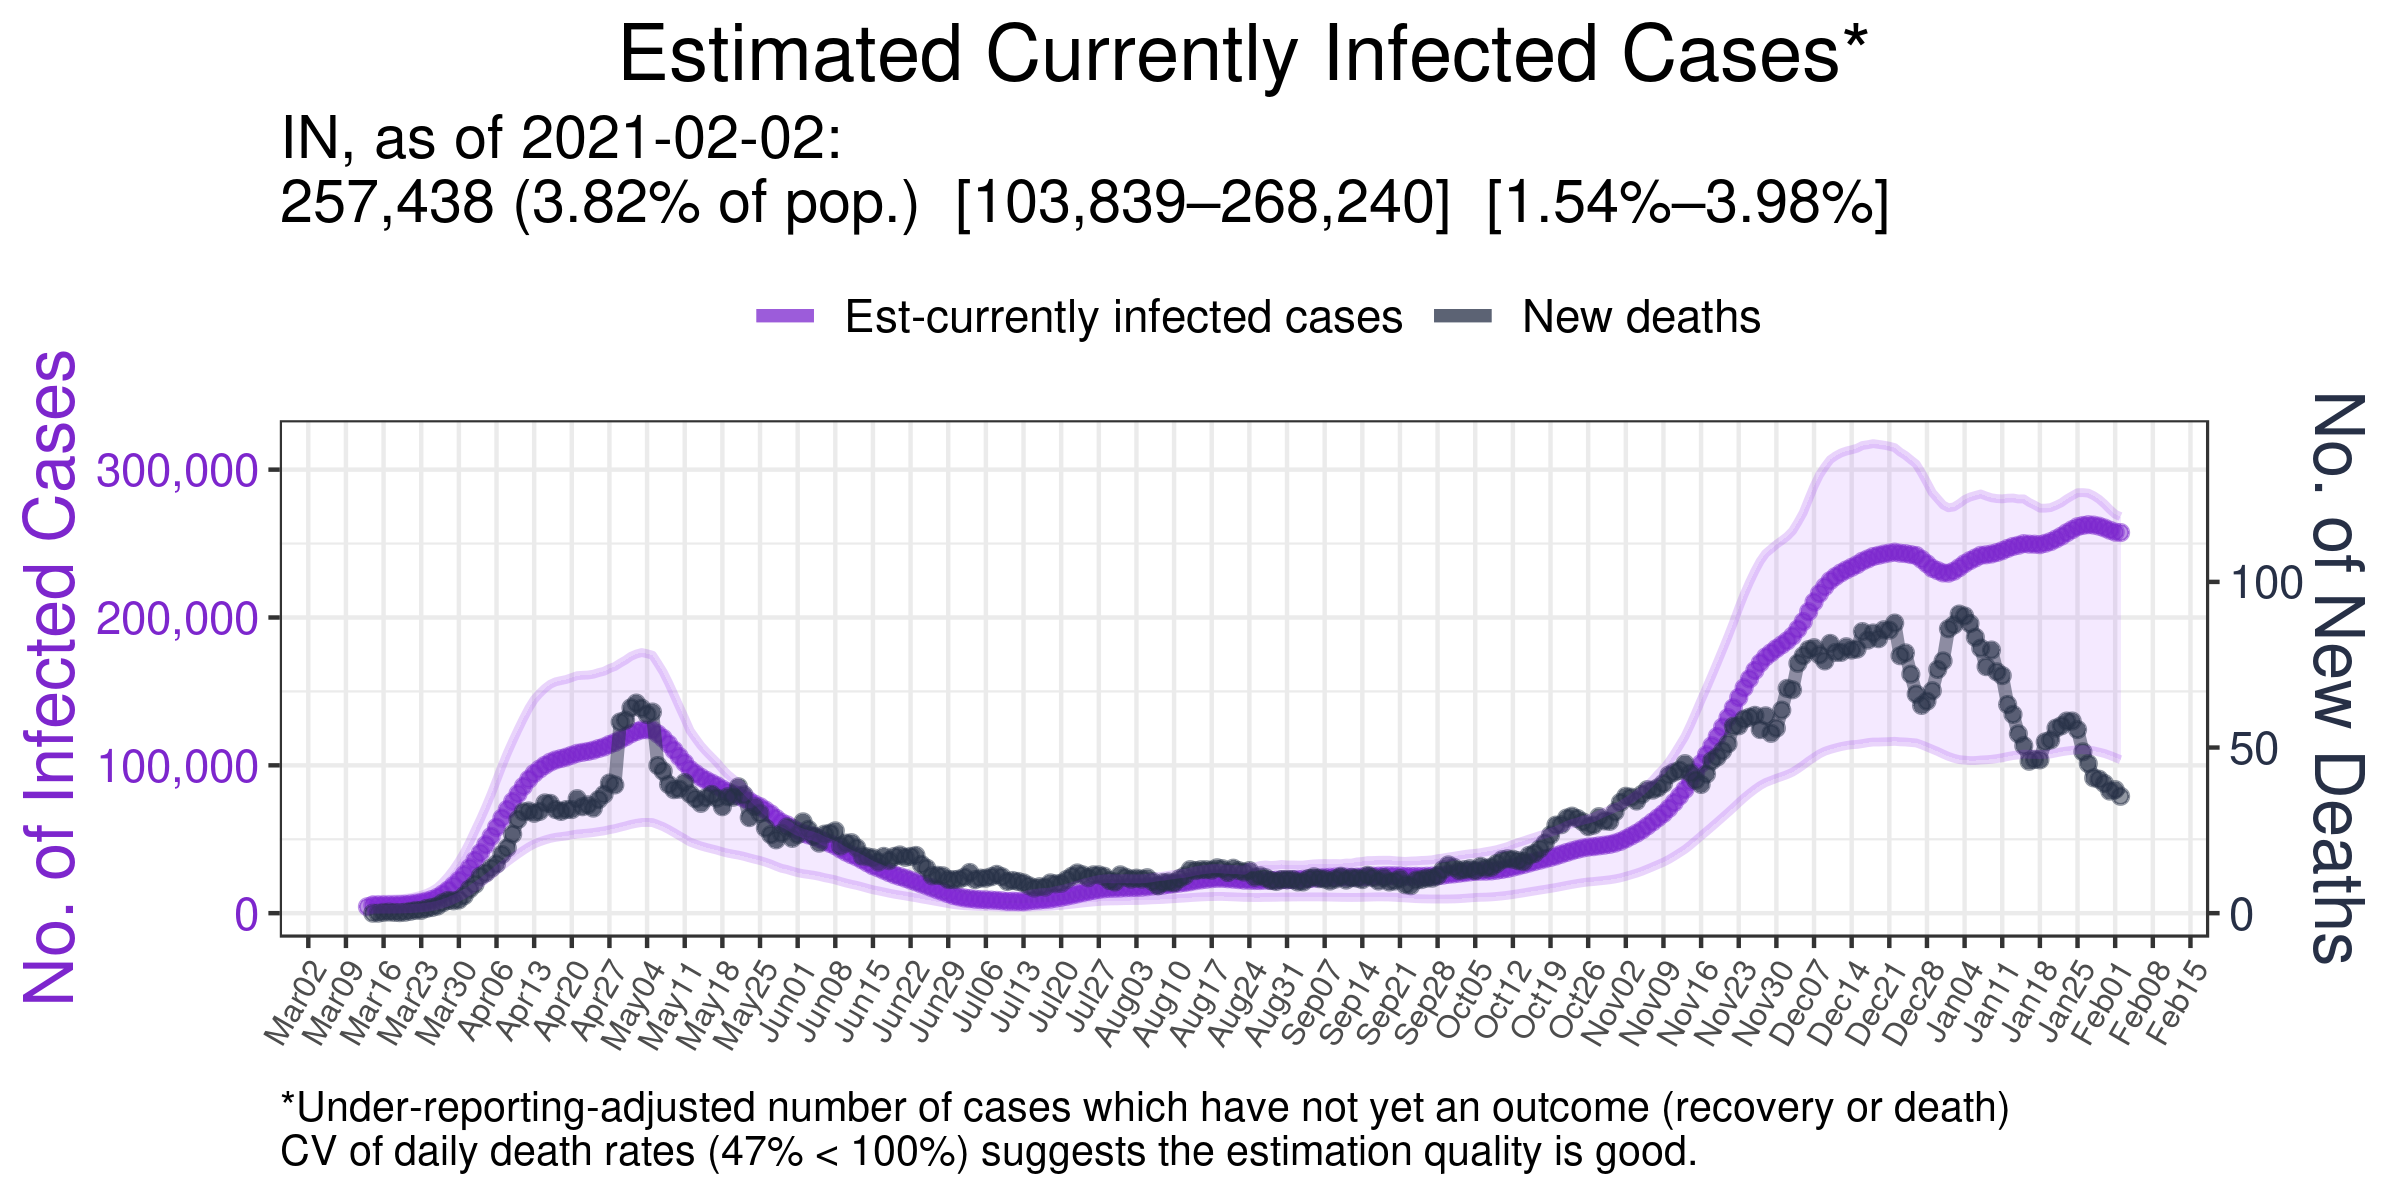 Estimated Currently Infected Cases*
IN, as of 2021-02-02:
257,438 (3.82% of pop.) [103,839–268,240] [1.54%–3.98%]
Est-currently infected cases
New deaths
No. of Infected Cases
300,000
200,000
100,000
0
100
50
0
No. of New Deaths
Mar02
Mar09
Mar16
Mar23
Mar30
Apr06
Apr13
Apr20
Apr27
May04
May11
May18
May25
Jun01
Jun08
Jun15
Jun22
Jun29
Jul06
Jul13
Jul20
Jul27
Aug03
Aug10
Aug17
Aug24
Aug31
Sep07
Sep14
Sep21
Sep28
Oct05
Oct12
Oct19
Oct26
Nov02
Nov09
Nov16
Nov23
Nov30
Dec07
Dec14
Dec21
Dec28
Jan04
Jan11
Jan18
Jan25
Feb01
Feb08
Feb15
*Under-reporting-adjusted number of cases which have not yet an outcome (recovery or death)
CV of daily death rates (47% < 100%) suggests the estimation quality is good.